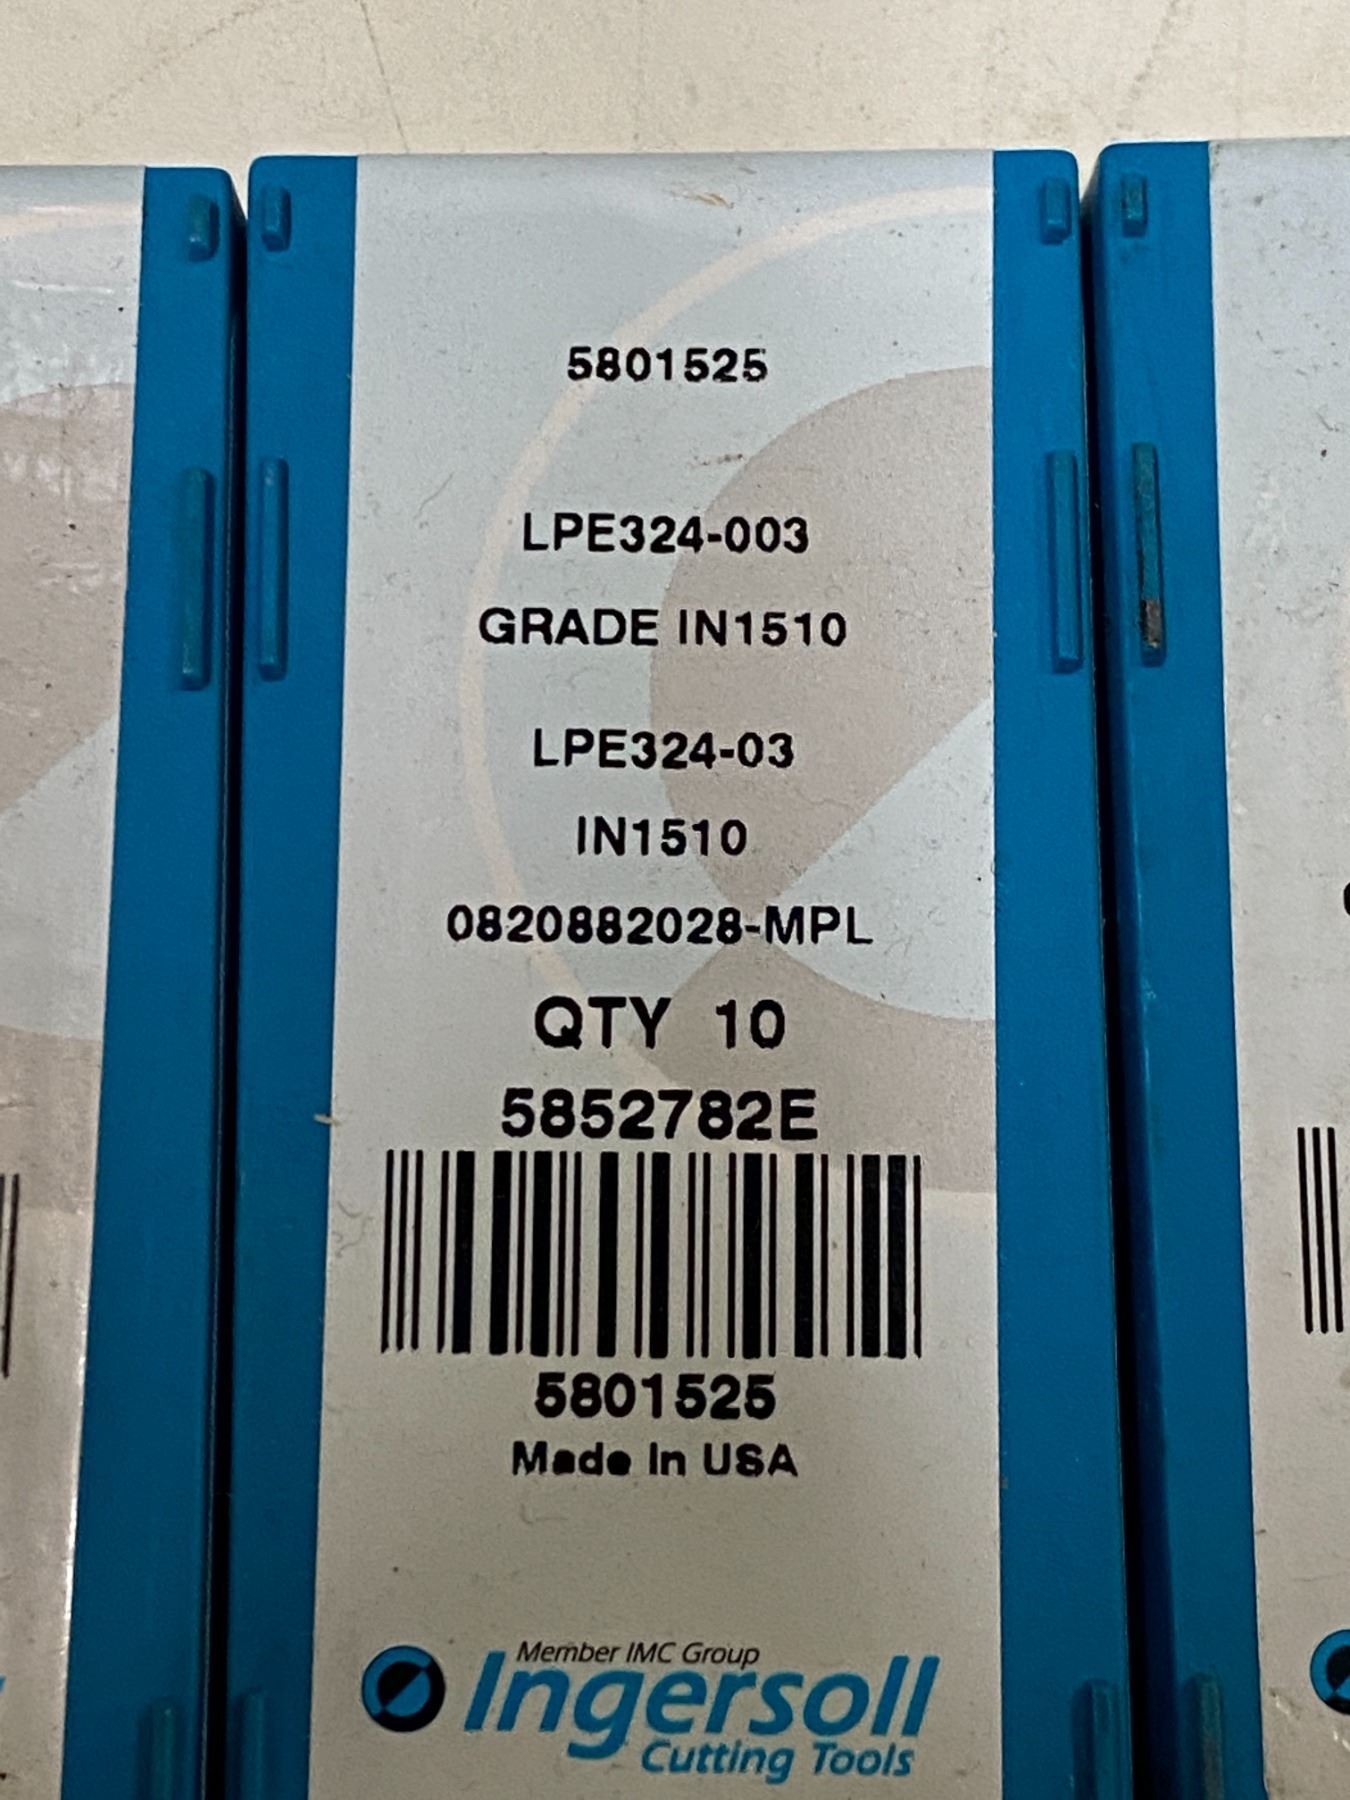 5801525
LPE324-003
GRADE IN1510
LPE324-03
IN1510
0820882028-MPL
QTY 10
5852782E
5801525
Made In USA
Member IMC Group
Ingersoll
Cutting Tools